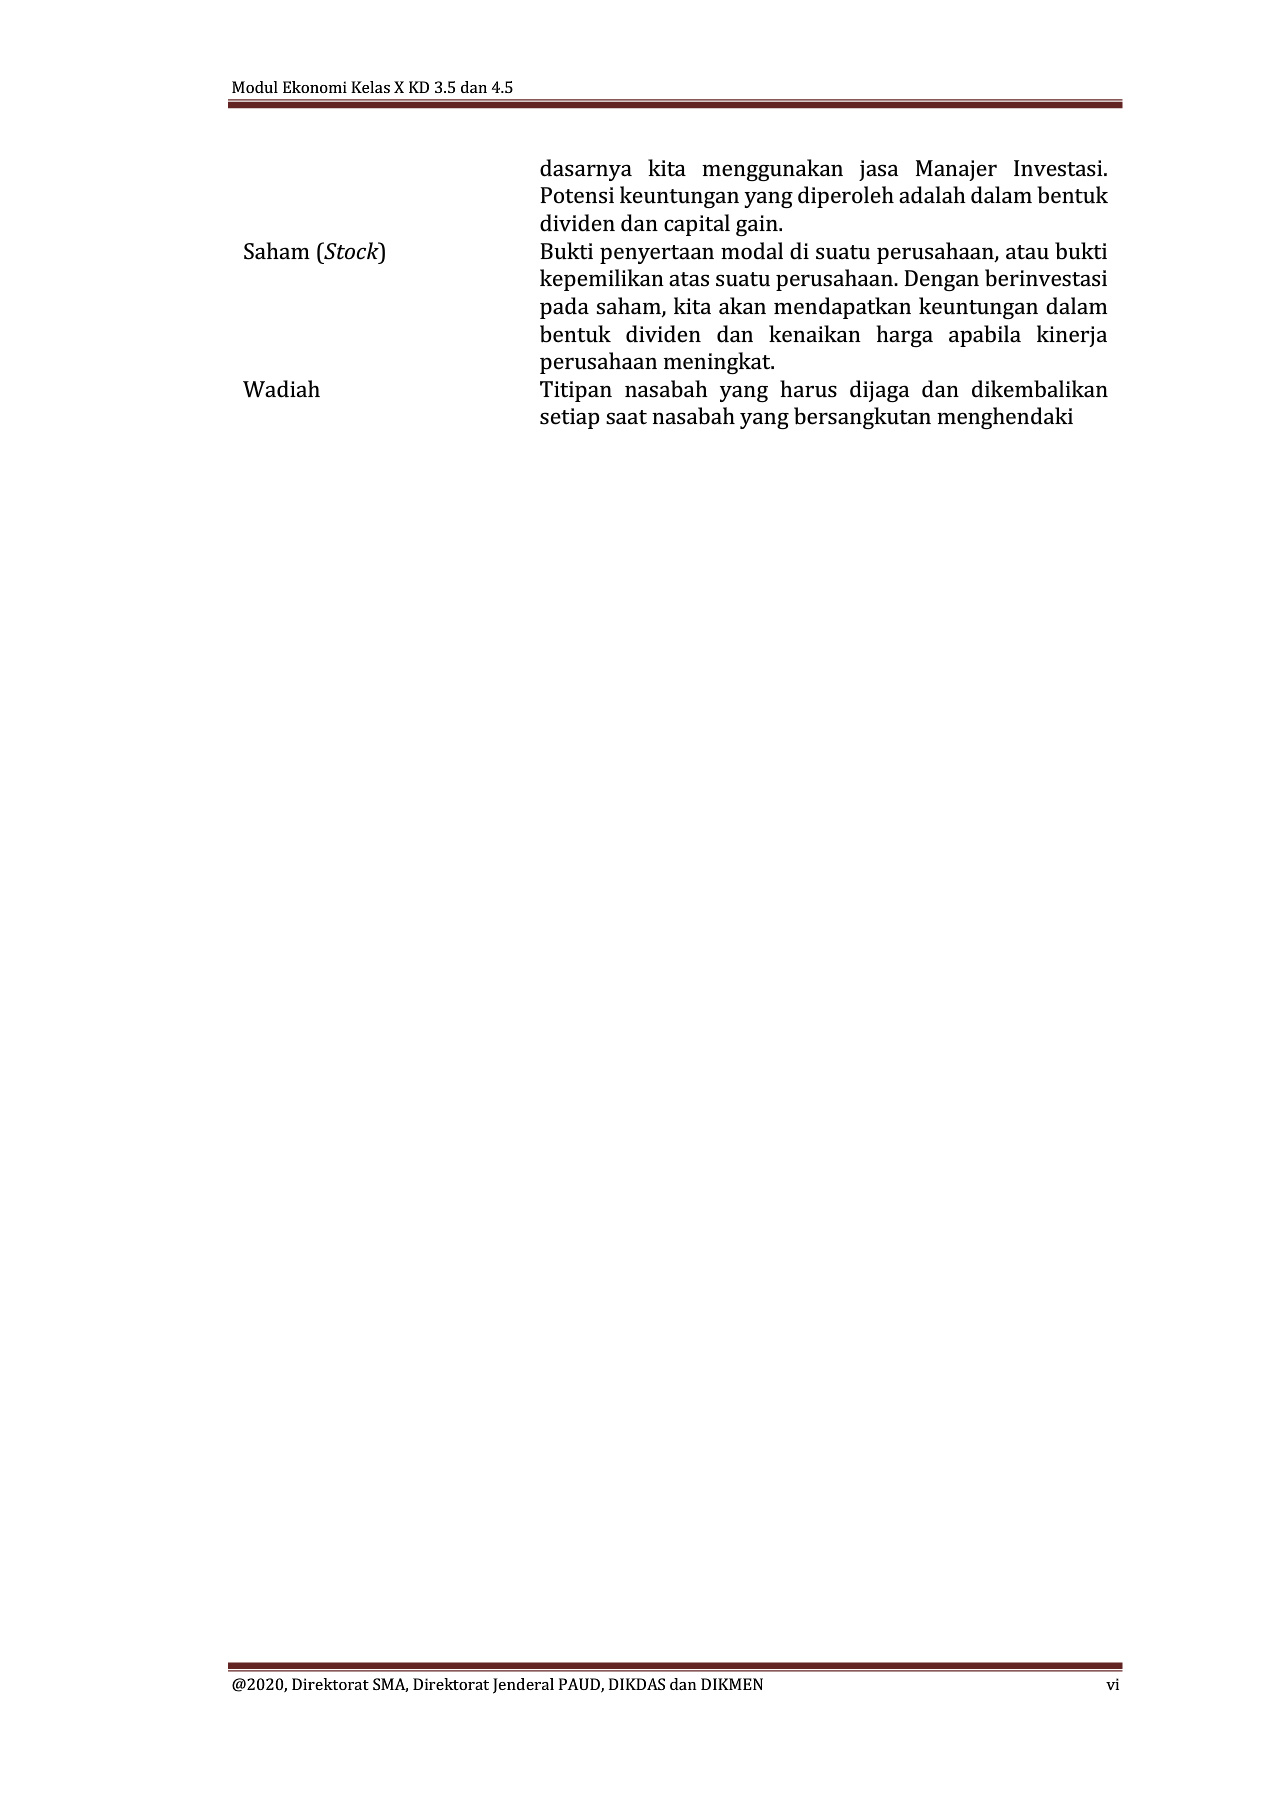 Modul Ekonomi Kelas X KD 3.5 dan 4.5
dasarnya kita menggunakan jasa Manajer Investasi.
Potensi keuntungan yang diperoleh adalah dalam bentuk
dividen dan capital gain.
Saham (Stock) Bukti penyertaan modal di suatu perusahaan, atau bukti
kepemilikan atas suatu perusahaan. Dengan berinvestasi
pada saham, kita akan mendapatkan keuntungan dalam
bentuk dividen dan kenaikan harga apabila kinerja
perusahaan meningkat.
Wadiah Titipan nasabah yang harus dijaga dan dikembalikan
setiap saat nasabah yang bersangkutan menghendaki
@2020, Direktorat SMA, Direktorat Jenderal PAUD, DIKDAS dan DIKMEN vi